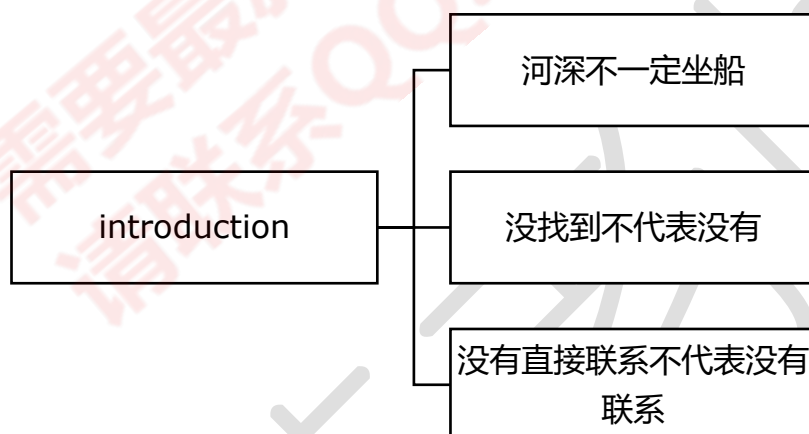 河深不一定坐船
introduction
没找到不代表没有
没有直接联系不代表没有
联系